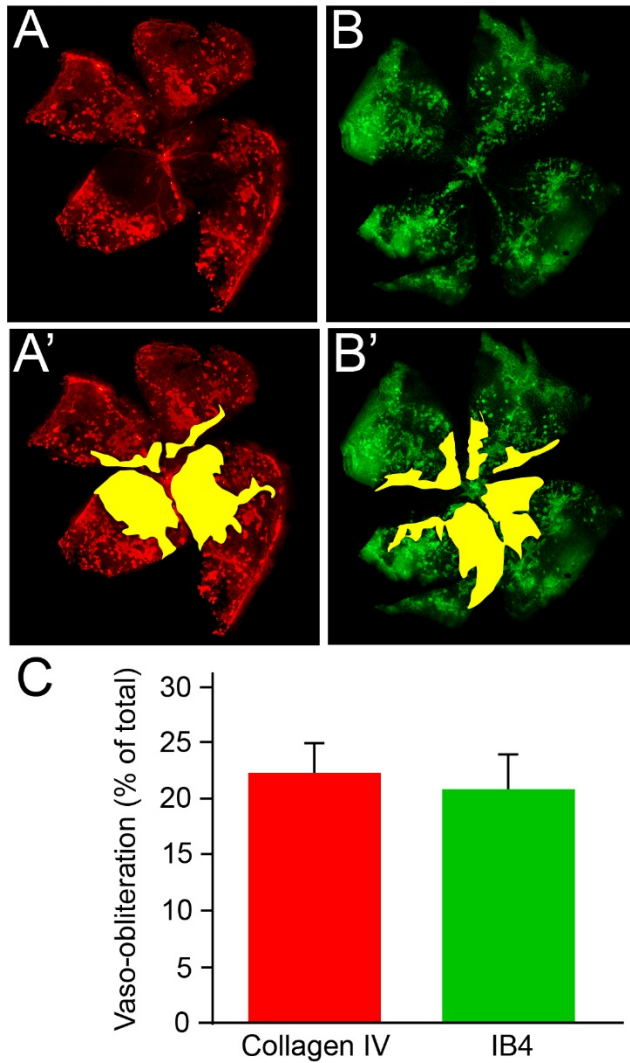 A
B
A'
B'
C
Vaso-obliteration (% of total)
30
25
20
15
10
5
0
Collagen IV
IB4